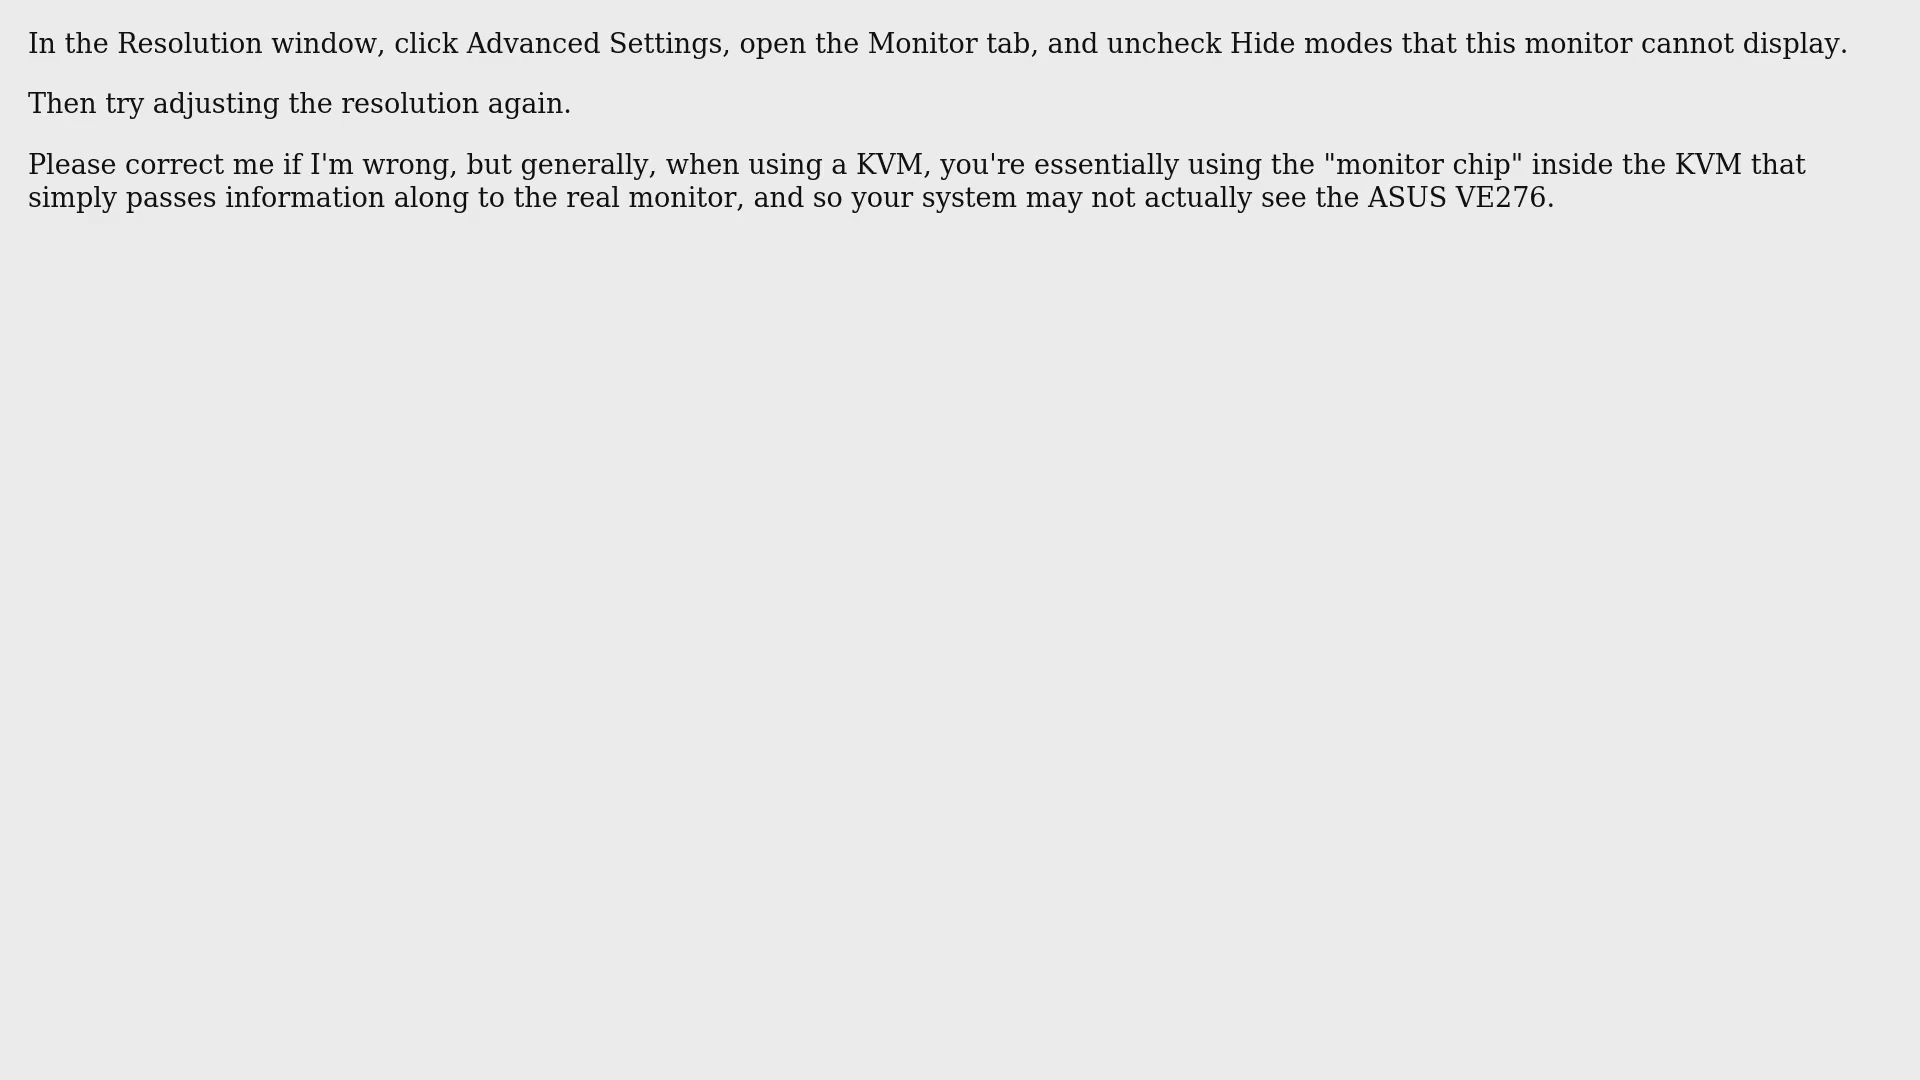 In the Resolution window, click Advanced Settings, open the Monitor tab, and uncheck Hide modes that this monitor cannot display.
Then try adjusting the resolution again.
Please correct me if I'm wrong, but generally, when using a KVM, you're essentially using the "monitor chip" inside the KVM that
simply passes information along to the real monitor, and so your system may not actually see the ASUS VE276.